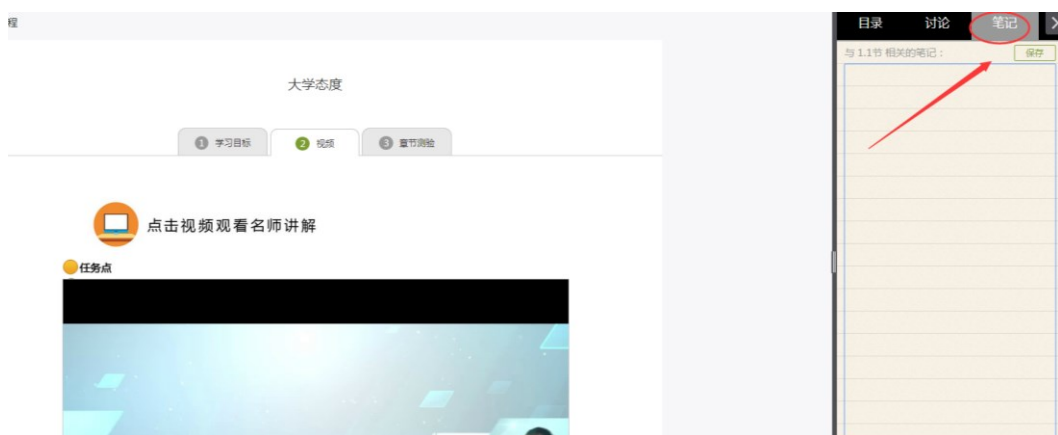 程
目录 讨论 笔记
与 1.1节 相关的笔记：
保存
大学态度
1 学习目标 2 视频 3 章节测验
点击视频观看名师讲解
任务点